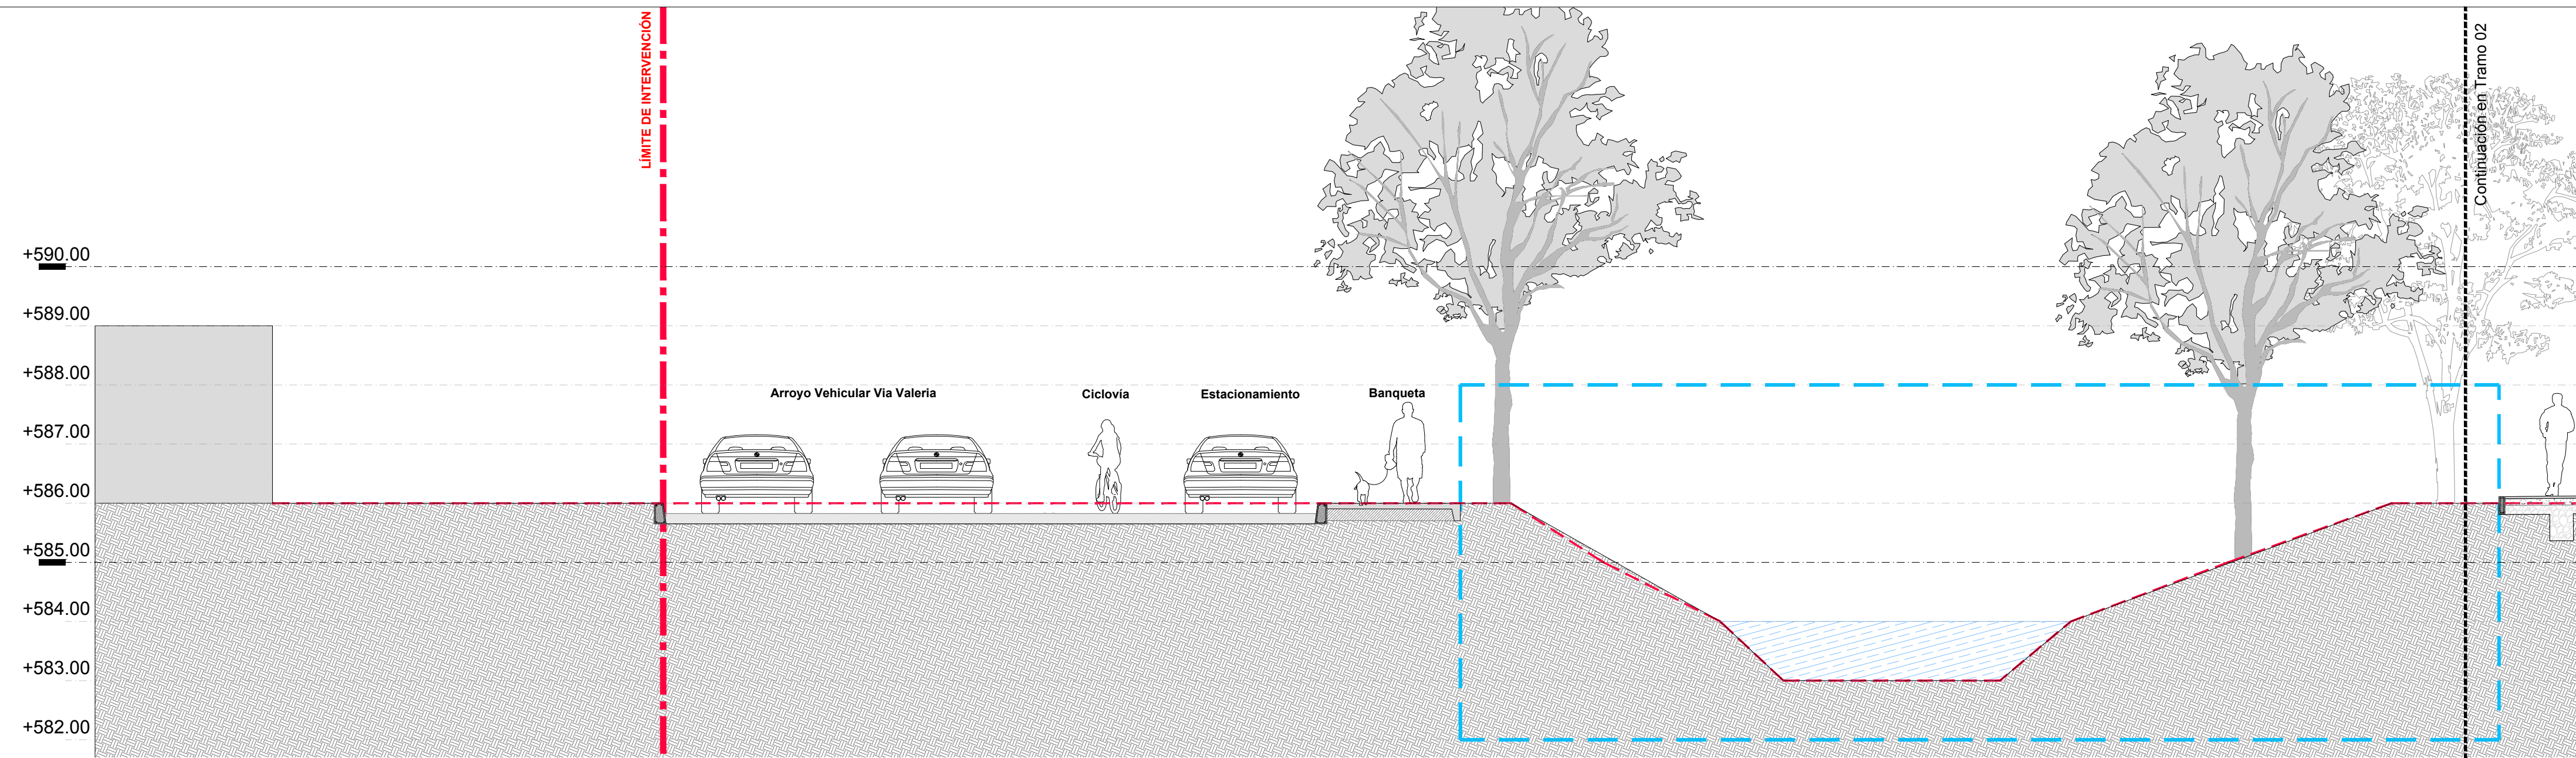 LÍMITE DE INTERVENCIÓN
Continuación en Tramo 02
+590.00
+589.00
+588.00
Arroyo Vehicular Via Valeria
Ciclovía
Estacionamiento
Banqueta
+587.00
+586.00
+585.00
+584.00
+583.00
+582.00